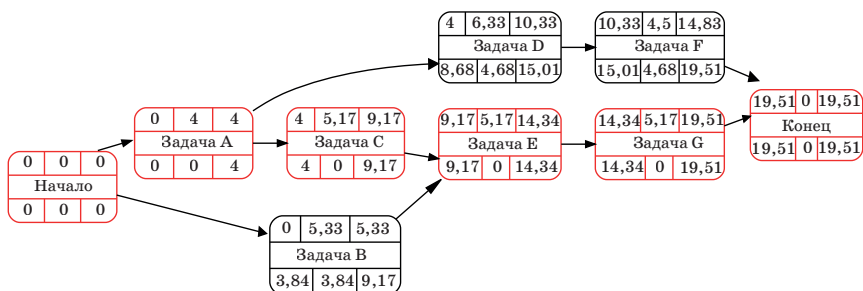 4 6,33 10,33
Задача D
8,68 4,68 15,01
10,33 4,5 14,83
Задача F
15,01 4,68 19,51
0 4 4
Задача A
0 0 4
4 5,17 9,17
Задача C
4 0 9,17
9,17 5,17 14,34
Задача E
9,17 0 14,34
14,34 5,17 19,51
Задача G
14,34 0 19,51
19,51 0 19,51
Конец
19,51 0 19,51
0 0 0
Начало
0 0 0
0 5,33 5,33
Задача B
3,84 3,84 9,17